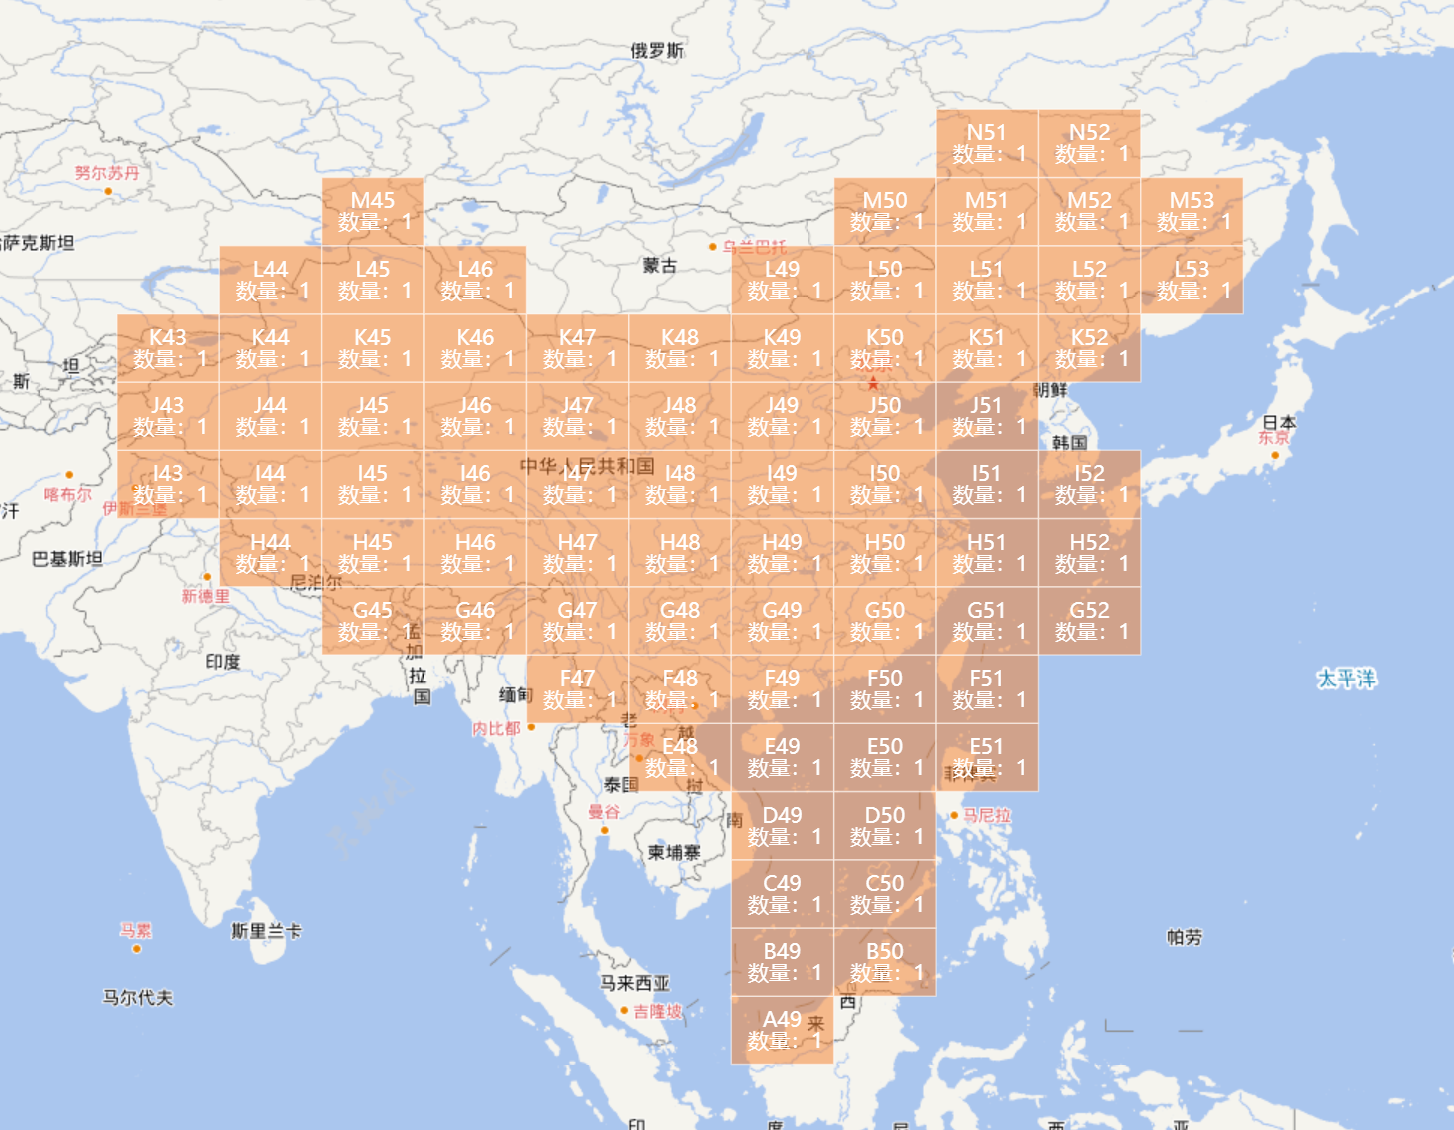 俄罗斯
N51
数量：1
N52
数量：1
努尔苏丹
M45
数量：1
M50
数量：1
M51
数量：1
M52
数量：1
M53
数量：1
萨克斯坦
乌兰巴托
蒙古
L44
数量：1
L45
数量：1
L46
数量：1
L49
数量：1
L50
数量：1
L51
数量：1
L52
数量：1
L53
数量：1
K43
数量：1
K44
数量：1
K45
数量：1
K46
数量：1
K47
数量：1
K48
数量：1
K49
数量：1
K50
数量：1
K51
数量：1
K52
数量：1
坦
斯
朝鲜
J43
数量：1
J44
数量：1
J45
数量：1
J46
数量：1
J47
数量：1
J48
数量：1
J49
数量：1
J50
数量：1
J51
数量：1
韩国
日本
东京
中华人民共和国
I43
数量：1
I44
数量：1
I45
数量：1
I46
数量：1
I47
数量：1
I48
数量：1
I49
数量：1
I50
数量：1
I51
数量：1
I52
数量：1
喀布尔
伊斯兰堡
汗
巴基斯坦
H44
数量：1
H45
数量：1
H46
数量：1
H47
数量：1
H48
数量：1
H49
数量：1
H50
数量：1
H51
数量：1
H52
数量：1
尼泊尔
新德里
G45
数量：1
G46
数量：1
G47
数量：1
G48
数量：1
G49
数量：1
G50
数量：1
G51
数量：1
G52
数量：1
孟
加
拉
国
印度
缅甸
F47
数量：1
F48
数量：1
F49
数量：1
F50
数量：1
F51
数量：1
太平洋
内比都
老
挝
万象
越
南
E48
数量：1
E49
数量：1
E50
数量：1
E51
数量：1
菲律宾
泰国
曼谷
D49
数量：1
D50
数量：1
马尼拉
柬埔寨
C49
数量：1
C50
数量：1
马累
斯里兰卡
帕劳
B49
数量：1
B50
数量：1
马来西亚
马尔代夫
吉隆坡
西
来
A49
数量：1
印
度
尼
西
亚